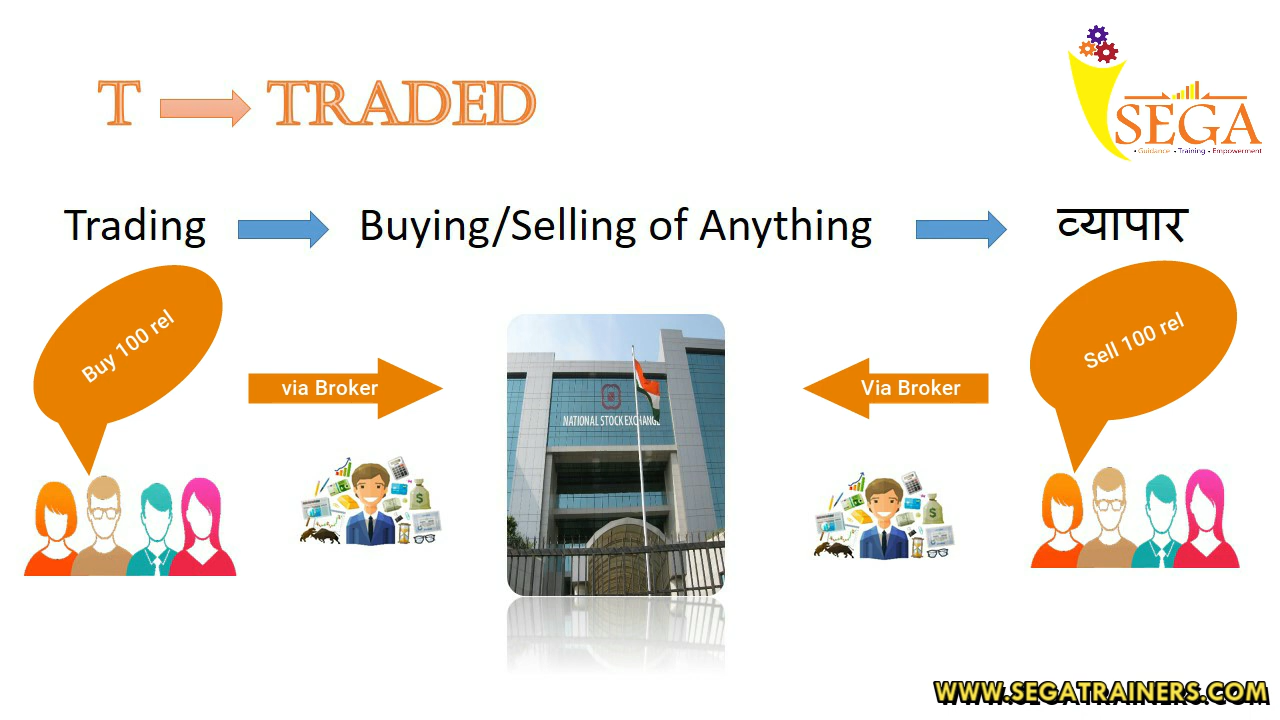 T TRADED
SEGA
• Guidance • Training • Empowerment
Trading Buying/Selling of Anything व्यापार
Buy 100 rel
Sell 100 rel
via Broker
Via Broker
NATIONAL STOCK EXCHANGE
WWW.SEGATRAINERS.COM